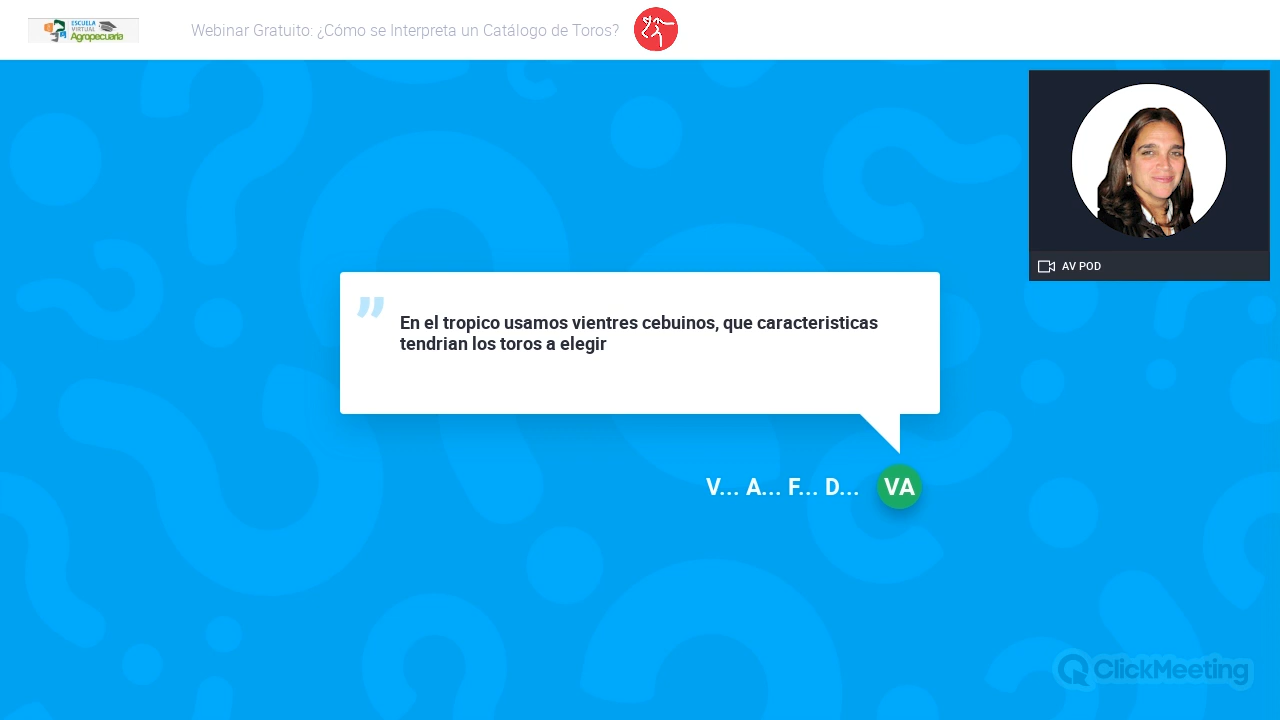 ESCUELA
VIRTUAL
Agropecuaria
Webinar Gratuito: ¿Cómo se Interpreta un Catálogo de Toros?
AV POD
En el tropico usamos vientres cebuinos, que caracteristicas
tendrian los toros a elegir
V... A... F... D...
VA
ClickMeeting